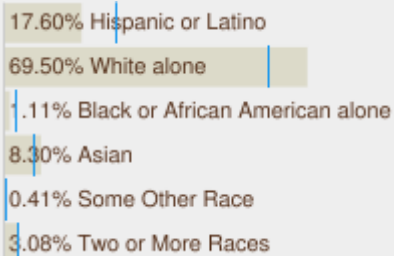 17.60% Hispanic or Latino
69.50% White alone
1.11% Black or African American alone
8.30% Asian
0.41% Some Other Race
3.08% Two or More Races